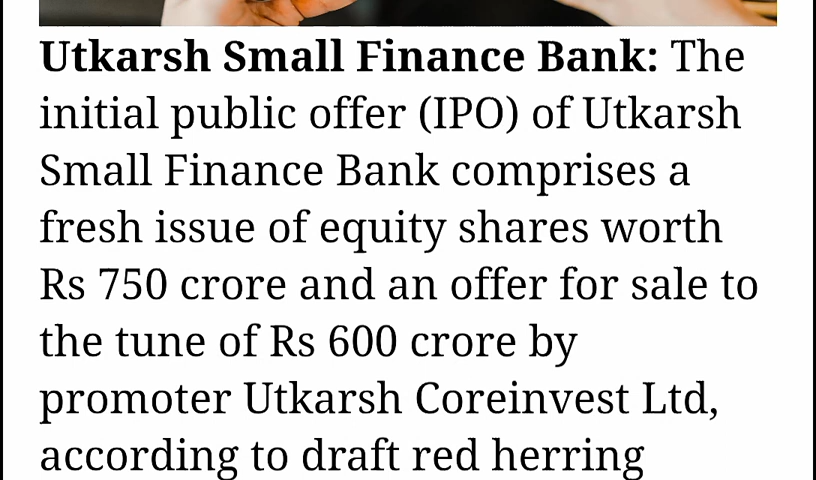 Utkarsh Small Finance Bank: The
initial public offer (IPO) of Utkarsh
Small Finance Bank comprises a
fresh issue of equity shares worth
Rs 750 crore and an offer for sale to
the tune of Rs 600 crore by
promoter Utkarsh Coreinvest Ltd,
according to draft red herring